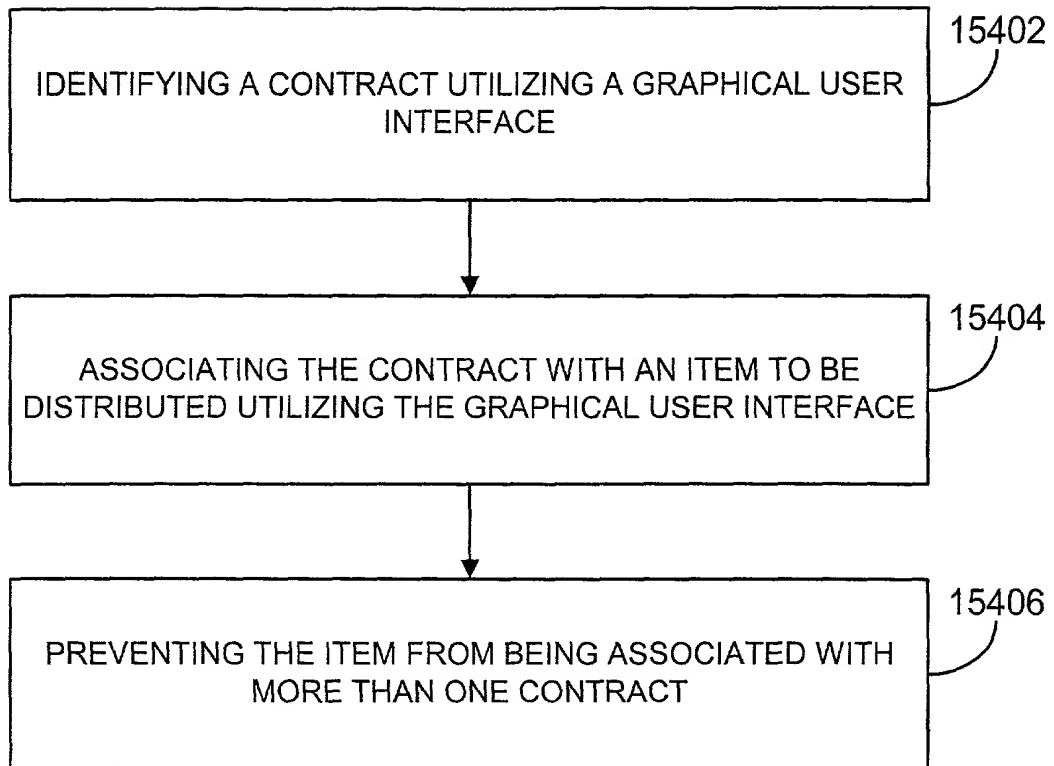 15402
IDENTIFYING A CONTRACT UTILIZING A GRAPHICAL USER
INTERFACE
15404
ASSOCIATING THE CONTRACT WITH AN ITEM TO BE
DISTRIBUTED UTILIZING THE GRAPHICAL USER INTERFACE
15406
PREVENTING THE ITEM FROM BEING ASSOCIATED WITH
MORE THAN ONE CONTRACT